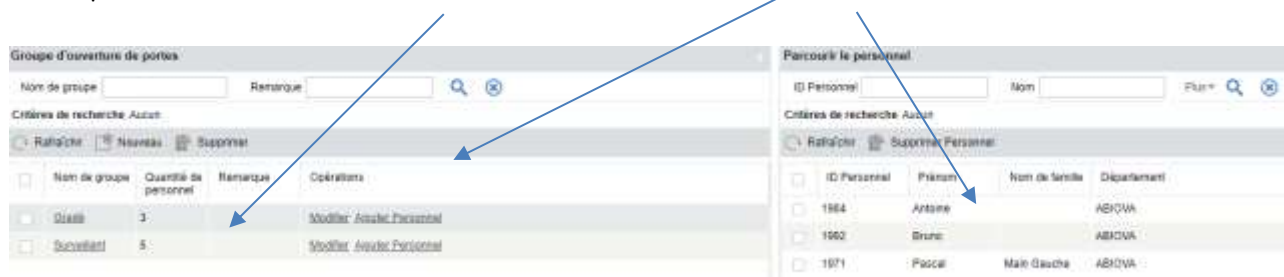 Groupe d'ouverture de portes
Nom de groupe Remarque
Critères de recherche Aucun
Rafraîchir Nouveau Supprimer
Nom de groupe Quantité de personnel Remarque Opérations
3 Modifier Ajouter Personnel
Surveillant 5 Modifier Ajouter Personnel
Parcourir le personnel
ID Personnel Nom Plus
Critères de recherche Aucun
Rafraîchir Supprimer Personnel
ID Personnel Prénom Nom de famille Département
1984 Antoine ABIOVA
1982 Bruno ABIOVA
1971 Pascal Main Gauche ABIOVA